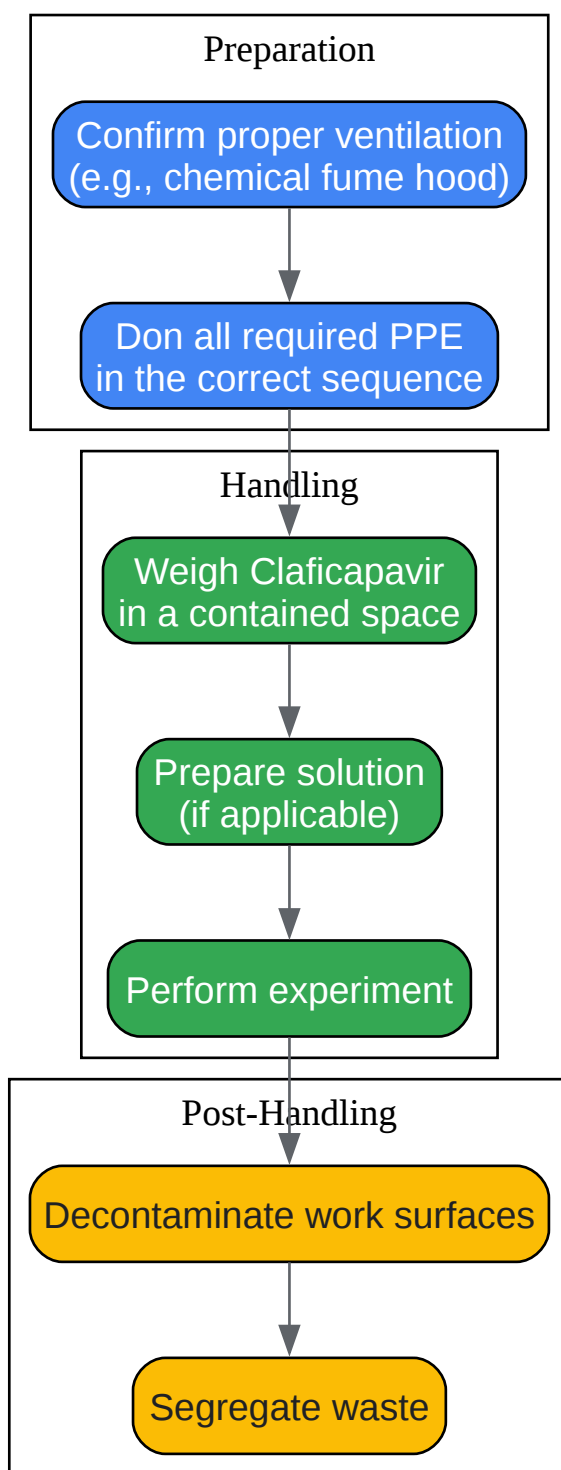 Preparation
Confirm proper ventilation
(e.g., chemical fume hood)
Don all required PPE
in the correct sequence
Handling
Weigh Claficapavir
in a contained space
Prepare solution
(if applicable)
Perform experiment
Post-Handling
Decontaminate work surfaces
Segregate waste